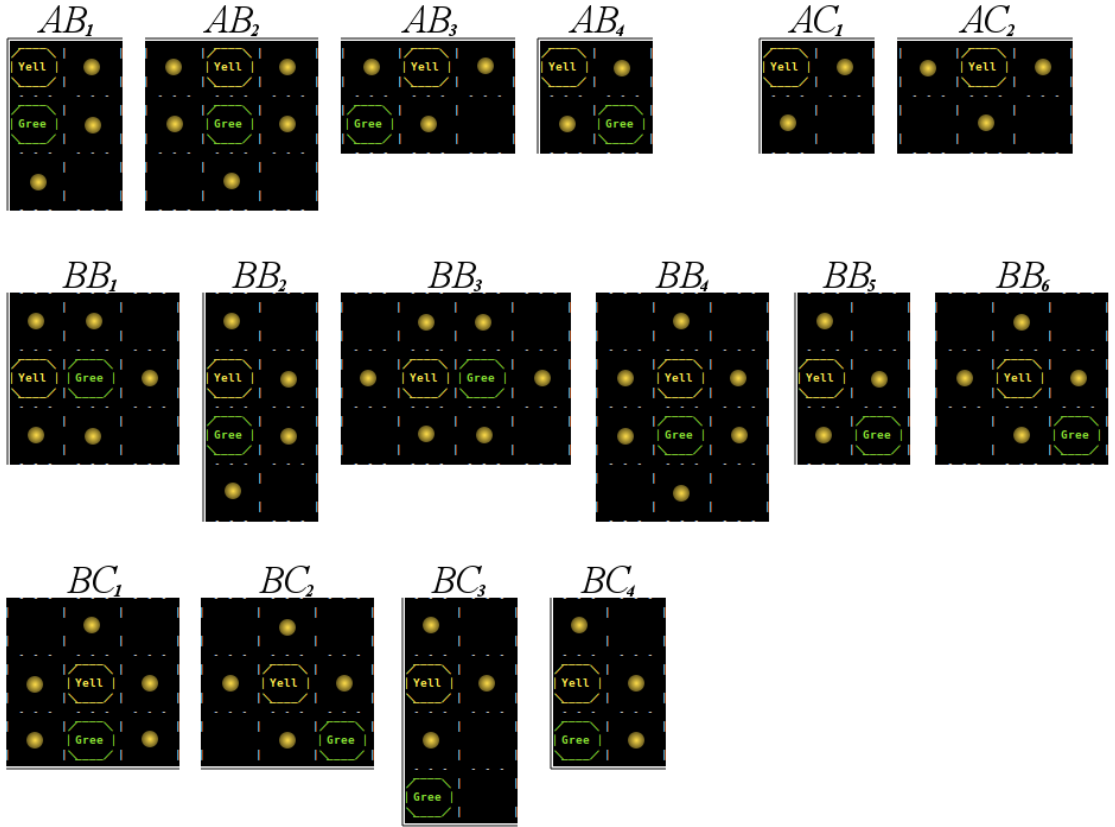 AB₁ AB₂ AB₃ AB₄ AC₁ AC₂
Yell Yell Yell Yell Yell Yell
Gree Gree Gree Gree
BB₁ BB₂ BB₃ BB₄ BB₅ BB₆
Yell Gree Yell Yell Gree Yell Yell Yell
Gree Gree Gree Gree
BC₁ BC₂ BC₃ BC₄
Yell Yell Yell Yell
Gree Gree Gree
Gree